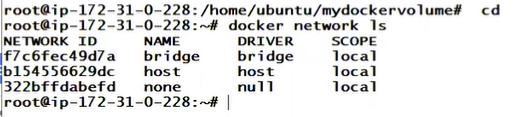 root@ip-172-31-0-228:/home/ubuntu/mydockervolume#  cd
root@ip-172-31-0-228:~# docker network ls
NETWORK ID     NAME      DRIVER    SCOPE
f7c6fec49d7a   bridge    bridge    local
b154556629dc   host      host      local
322bffdabefd   none      null      local
root@ip-172-31-0-228:~#